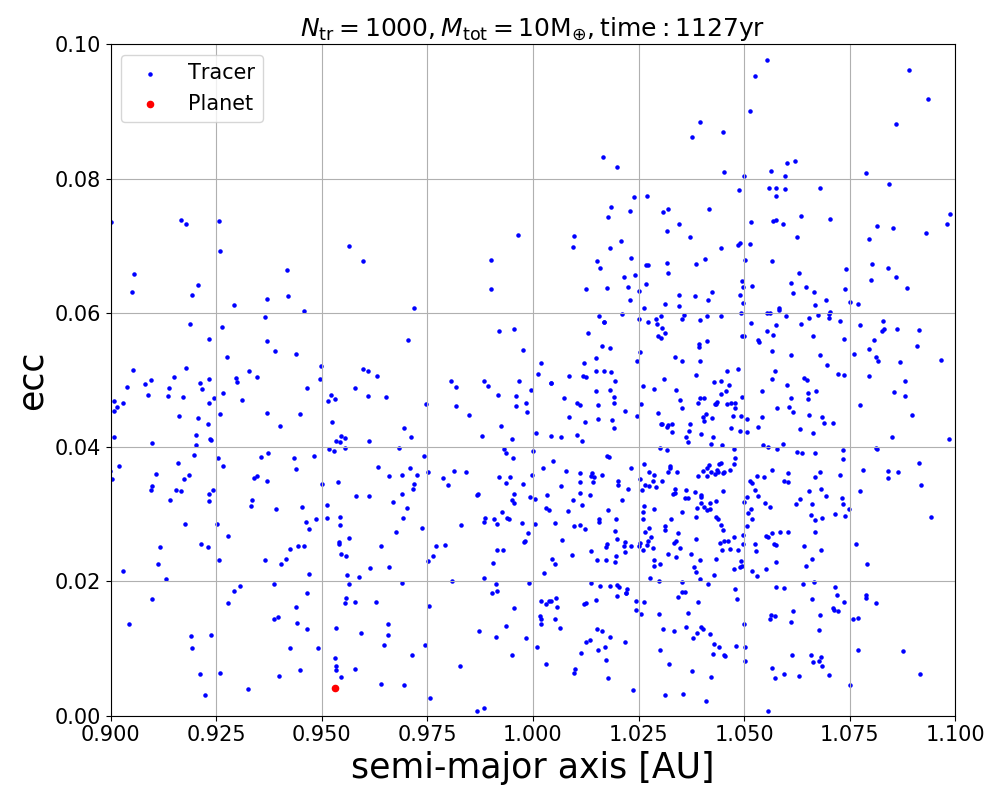 N_tr = 1000, M_tot = 10M_⊕, time : 1127yr
Tracer
Planet
ecc
0.10
0.08
0.06
0.04
0.02
0.00
0.900 0.925 0.950 0.975 1.000 1.025 1.050 1.075 1.100
semi-major axis [AU]